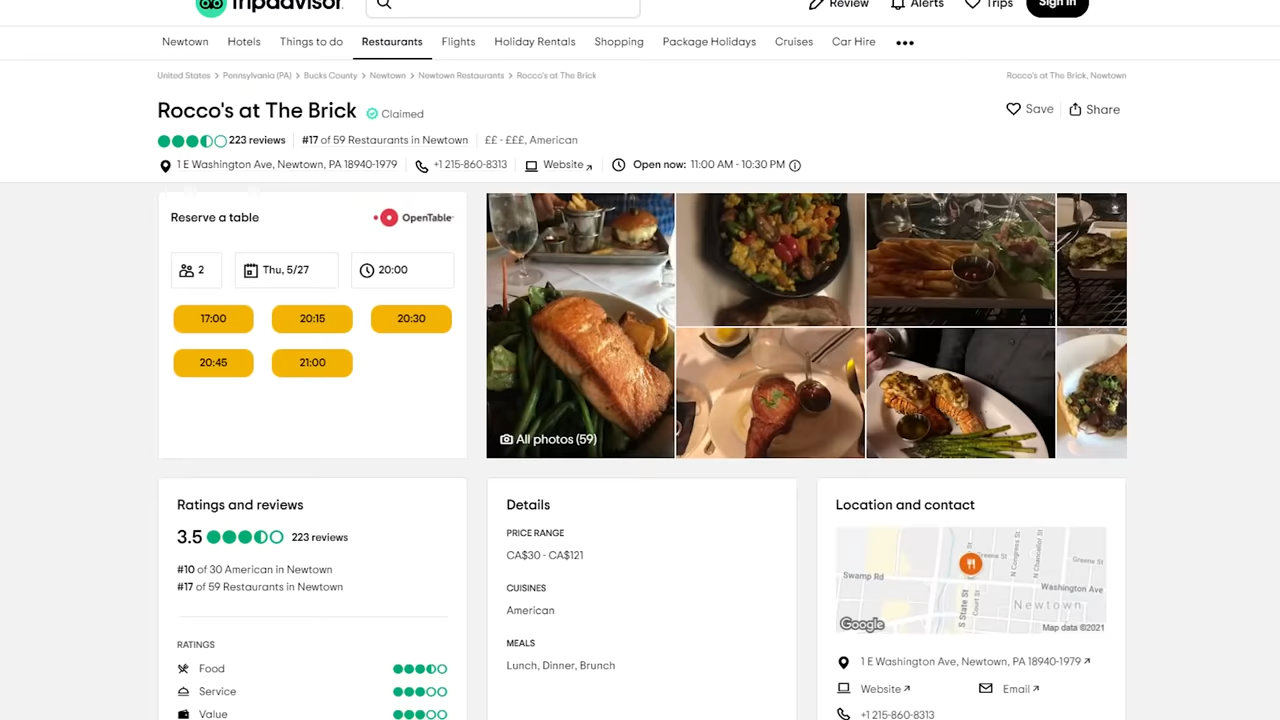 Tripadvisor
Review Alerts Trips Sign in
Newtown Hotels Things to do Restaurants Flights Holiday Rentals Shopping Package Holidays Cruises Car Hire •••
United States > Pennsylvania (PA) > Bucks County > Newtown > Newtown Restaurants > Rocco's at The Brick
Rocco's at The Brick, Newtown
Rocco's at The Brick Claimed
Save Share
223 reviews #17 of 59 Restaurants in Newtown ££ - £££, American
1 E Washington Ave, Newtown, PA 18940-1979 +1 215-860-8313 Website Open now: 11:00 AM - 10:30 PM
Reserve a table OpenTable
2 Thu, 5/27 20:00
17:00 20:15 20:30
20:45 21:00
All photos (59)
Ratings and reviews
3.5 223 reviews
#10 of 30 American in Newtown
#17 of 59 Restaurants in Newtown
RATINGS
Food
Service
Value
Details
PRICE RANGE
CA$30 - CA$121
CUISINES
American
MEALS
Lunch, Dinner, Brunch
Location and contact
Greene St
Greene St
N Congress St
N Chancellor St
Swamp Rd
Washington Ave
S State St
Court St
Newtown
Google
Map data ©2021
1 E Washington Ave, Newtown, PA 18940-1979
Website Email
+1 215-860-8313